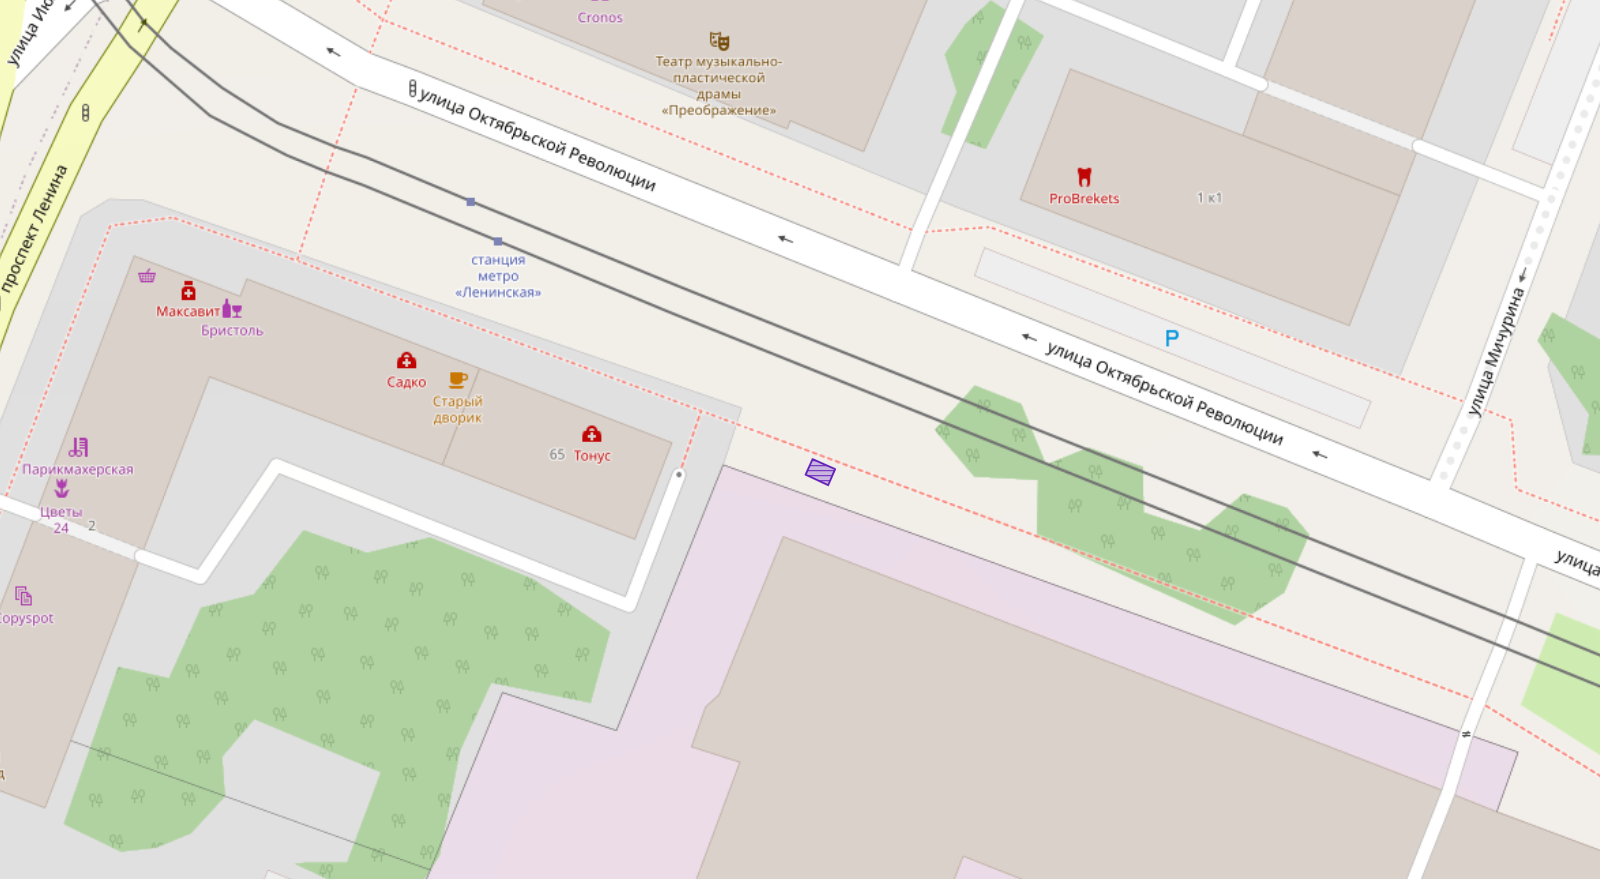 Cronos
Театр музыкально-
пластической
драмы
«Преображение»
улица Октябрьской Революции
проспект Ленина
ProBrekets
1 к1
станция
метро
«Ленинская»
Максавит
Бристоль
P
улица Мичурина
улица Октябрьской Революции
Садко
Старый
дворик
65
Тонус
Парикмахерская
Цветы
24
2
улица
opyspot